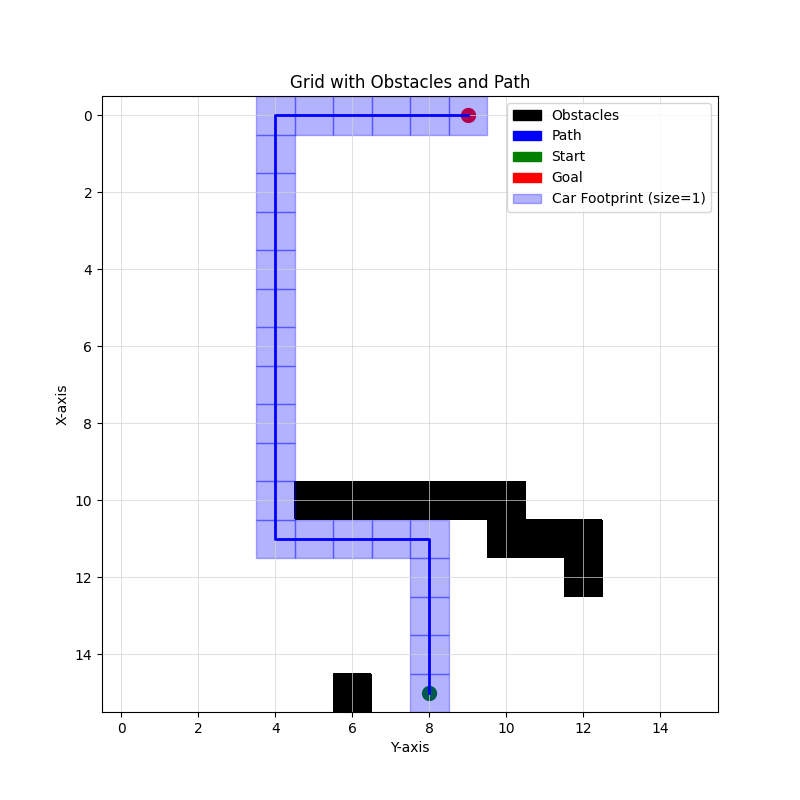 Grid with Obstacles and Path
Obstacles
Path
Start
Goal
Car Footprint (size=1)
X-axis
0
2
4
6
8
10
12
14
0 2 4 6 8 10 12 14
Y-axis